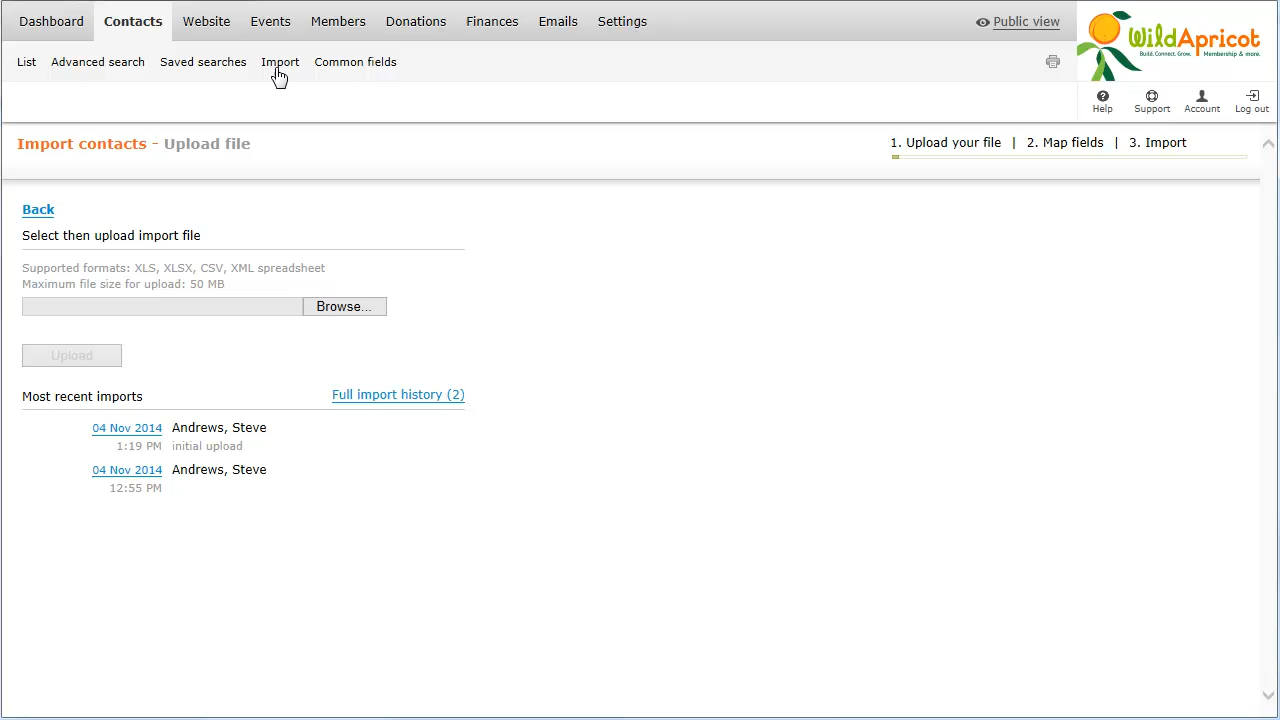 Dashboard Contacts Website Events Members Donations Finances Emails Settings Public view
WildApricot
Build. Connect. Grow. Membership & more.
List Advanced search Saved searches Import Common fields
Help Support Account Log out
Import contacts - Upload file
1. Upload your file | 2. Map fields | 3. Import
Back
Select then upload import file
Supported formats: XLS, XLSX, CSV, XML spreadsheet
Maximum file size for upload: 50 MB
Browse...
Upload
Most recent imports Full import history (2)
04 Nov 2014 Andrews, Steve
1:19 PM initial upload
04 Nov 2014 Andrews, Steve
12:55 PM